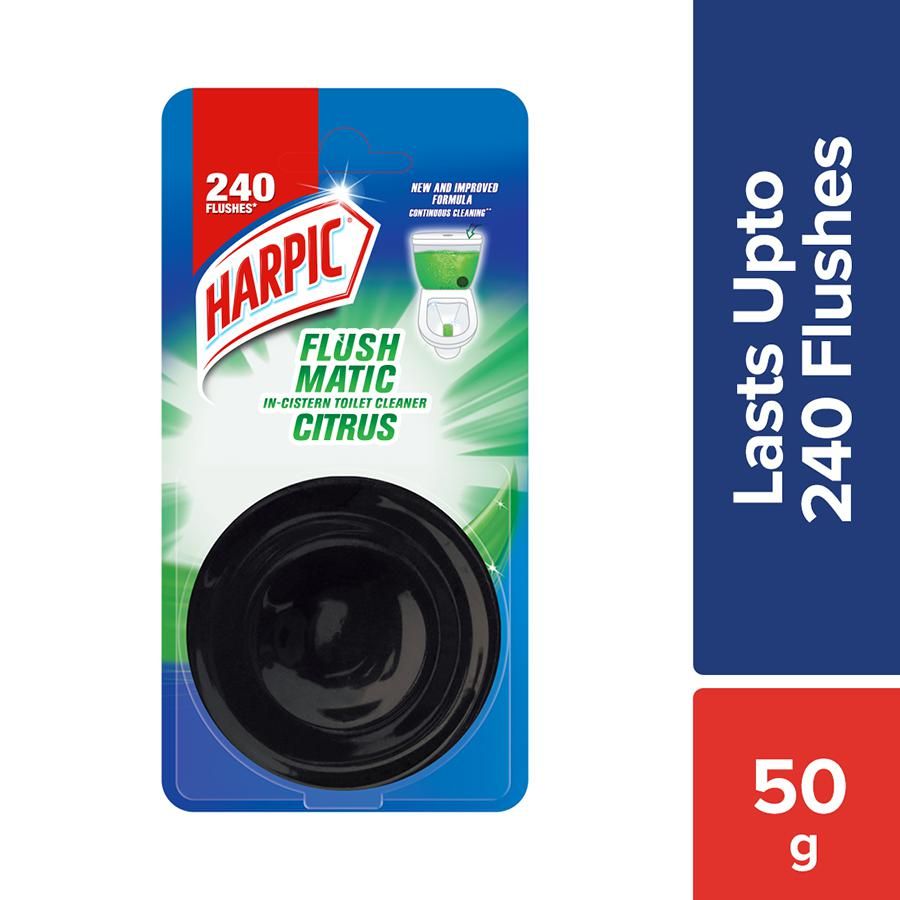 240
FLUSHES*
HARPIC®
NEW AND IMPROVED
FORMULA
CONTINUOUS CLEANING**
FLUSH
MATIC
IN-CISTERN TOILET CLEANER
CITRUS
Lasts Upto
240 Flushes
50
g